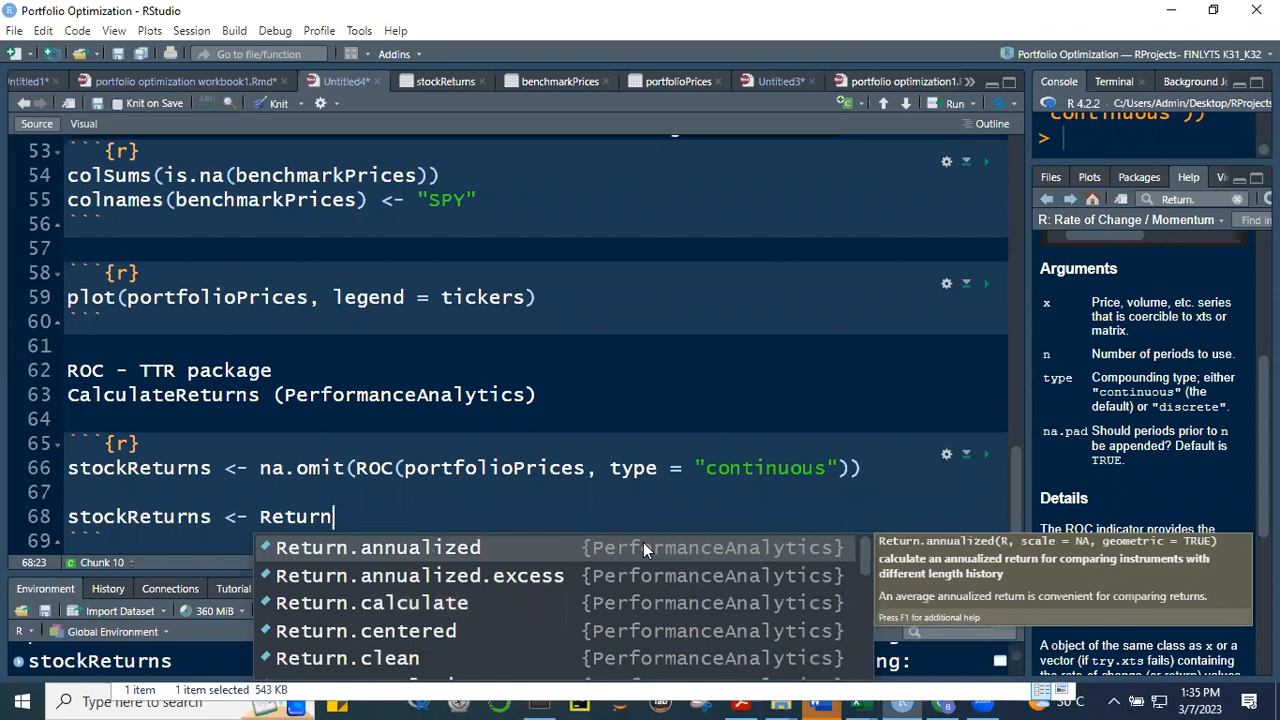 Portfolio Optimization - RStudio
File Edit Code View Plots Session Build Debug Profile Tools Help
Go to file/function Addins Portfolio Optimization — RProjects- FINLYTS K31_K32
Untitled1* portfolio optimization workbook1.Rmd* Untitled4* stockReturns benchmarkPrices portfolioPrices Untitled3* portfolio optimization1.
Knit on Save Knit Run
Source Visual Outline
53 ```{r}
54 colSums(is.na(benchmarkPrices))
55 colnames(benchmarkPrices) <- "SPY"
56 ```
57
58 ```{r}
59 plot(portfolioPrices, legend = tickers)
60 ```
61
62 ROC - TTR package
63 CalculateReturns (PerformanceAnalytics)
64
65 ```{r}
66 stockReturns <- na.omit(ROC(portfolioPrices, type = "continuous"))
67
68 stockReturns <- Return
69 ```
Return.annualized {PerformanceAnalytics}
Return.annualized.excess {PerformanceAnalytics}
Return.calculate {PerformanceAnalytics}
Return.centered {PerformanceAnalytics}
Return.clean {PerformanceAnalytics}
Return.annualized(R, scale = NA, geometric = TRUE)
calculate an annualized return for comparing instruments with
different length history
An average annualized return is convenient for comparing returns.
Press F1 for additional help
68:23 Chunk 10
Environment History Connections Tutorial
Import Dataset 360 MiB
R Global Environment
stockReturns
Console Terminal Background Jo
R 4.2.2 C:/Users/Admin/Desktop/RProjects
"continuous"))
>
Files Plots Packages Help Vi
Return.
R: Rate of Change / Momentum Find in
Arguments
x Price, volume, etc. series
that is coercible to xts or
matrix.
n Number of periods to use.
type Compounding type; either
"continuous" (the
default) or "discrete".
na.pad Should periods prior to n
be appended? Default is
TRUE.
Details
The ROC indicator provides the
A object of the same class as x or a
vector (if try.xts fails) containing
1 item 1 item selected 543 KB
Type here to search
30°C
1:35 PM
3/7/2023